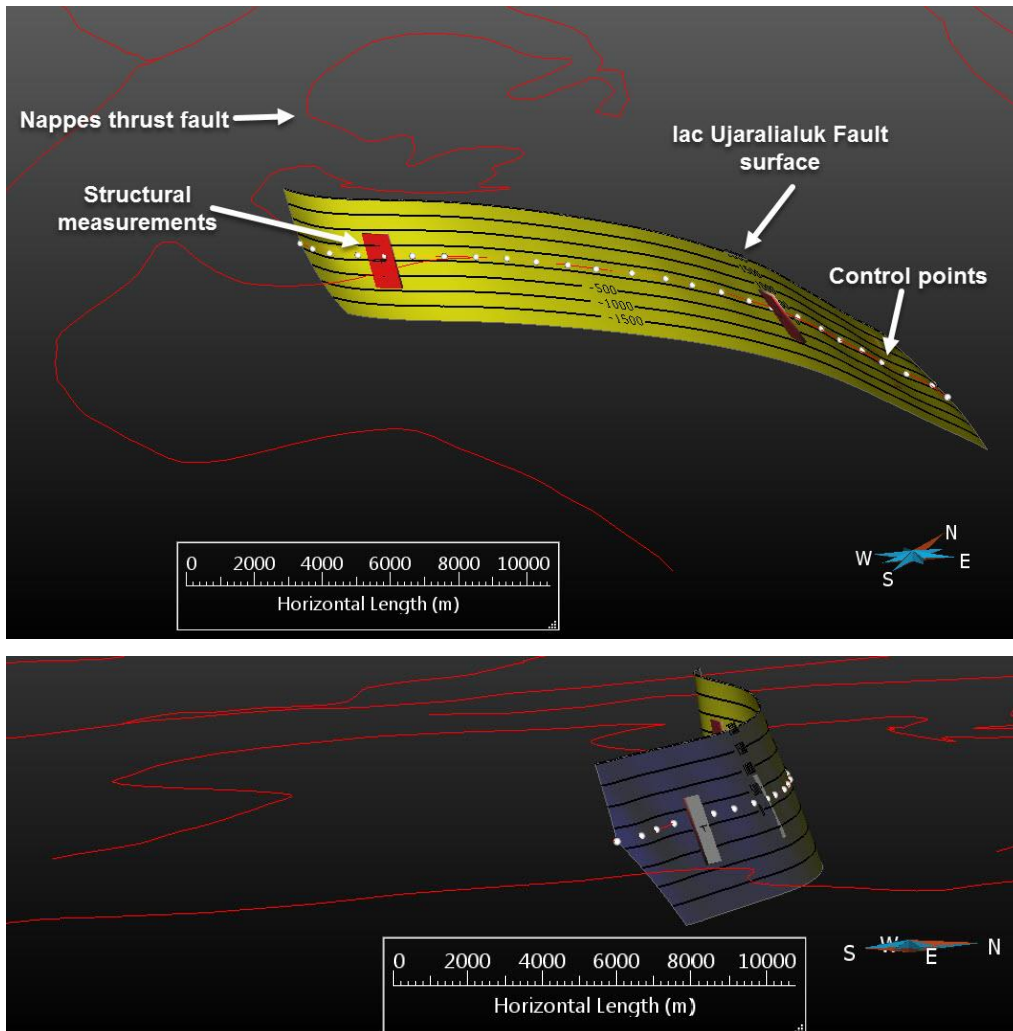 Nappes thrust fault
lac Ujaralialuk Fault
surface
Structural
measurements
Control points
-500
-1000
-1500
N
W
E
S
0 2000 4000 6000 8000 10000
Horizontal Length (m)
S W E N
0 2000 4000 6000 8000 10000
Horizontal Length (m)